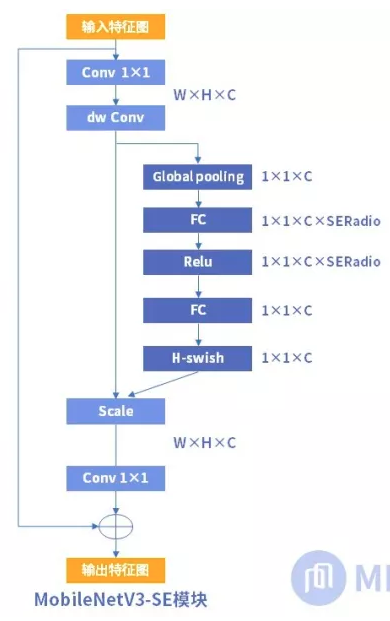 输入特征图
Conv 1×1
W×H×C
dw Conv
Global pooling
1×1×C
FC
1×1×C×SERadio
Relu
1×1×C×SERadio
FC
1×1×C
H-swish
1×1×C
Scale
W×H×C
Conv 1×1
输出特征图
MobileNetV3-SE模块